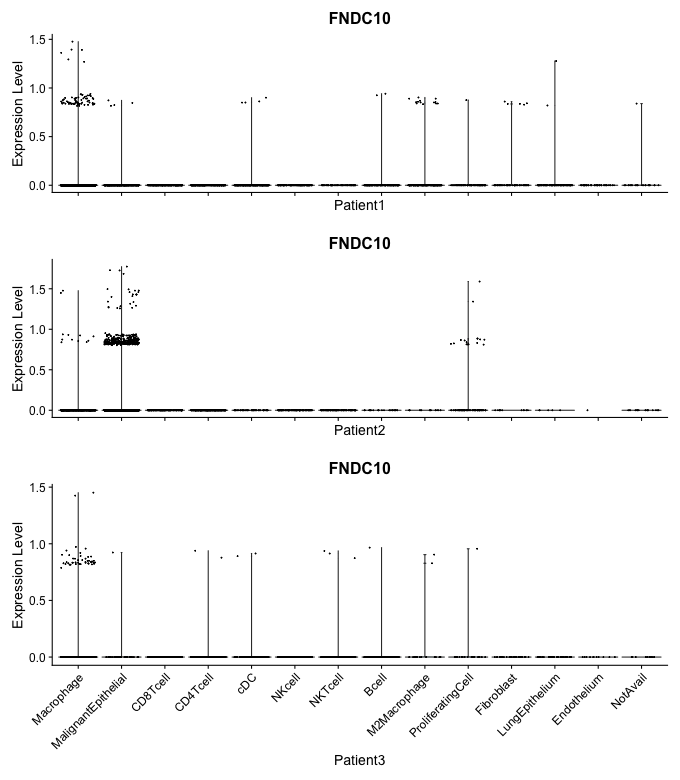 FNDC10
Expression Level
1.5
1.0
0.5
0.0
Patient1
FNDC10
Expression Level
1.5
1.0
0.5
0.0
Patient2
FNDC10
Expression Level
1.5
1.0
0.5
0.0
Macrophage
MalignantEpithelial
CD8Tcell
CD4Tcell
cDC
NKcell
NKTcell
Bcell
M2Macrophage
ProliferatingCell
Fibroblast
LungEpithelium
Endothelium
NotAvail
Patient3